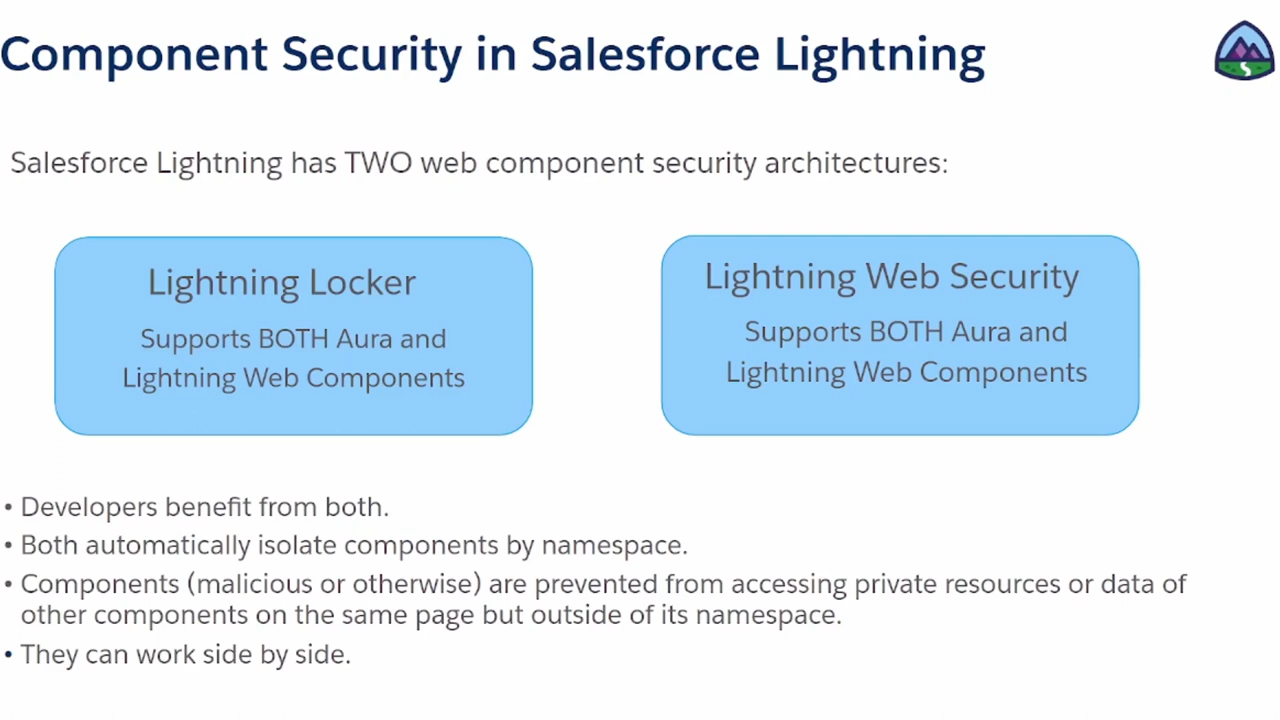 Component Security in Salesforce Lightning
Salesforce Lightning has TWO web component security architectures:
Lightning Locker
Supports BOTH Aura and
Lightning Web Components
Lightning Web Security
Supports BOTH Aura and
Lightning Web Components
• Developers benefit from both.
• Both automatically isolate components by namespace.
• Components (malicious or otherwise) are prevented from accessing private resources or data of
other components on the same page but outside of its namespace.
• They can work side by side.